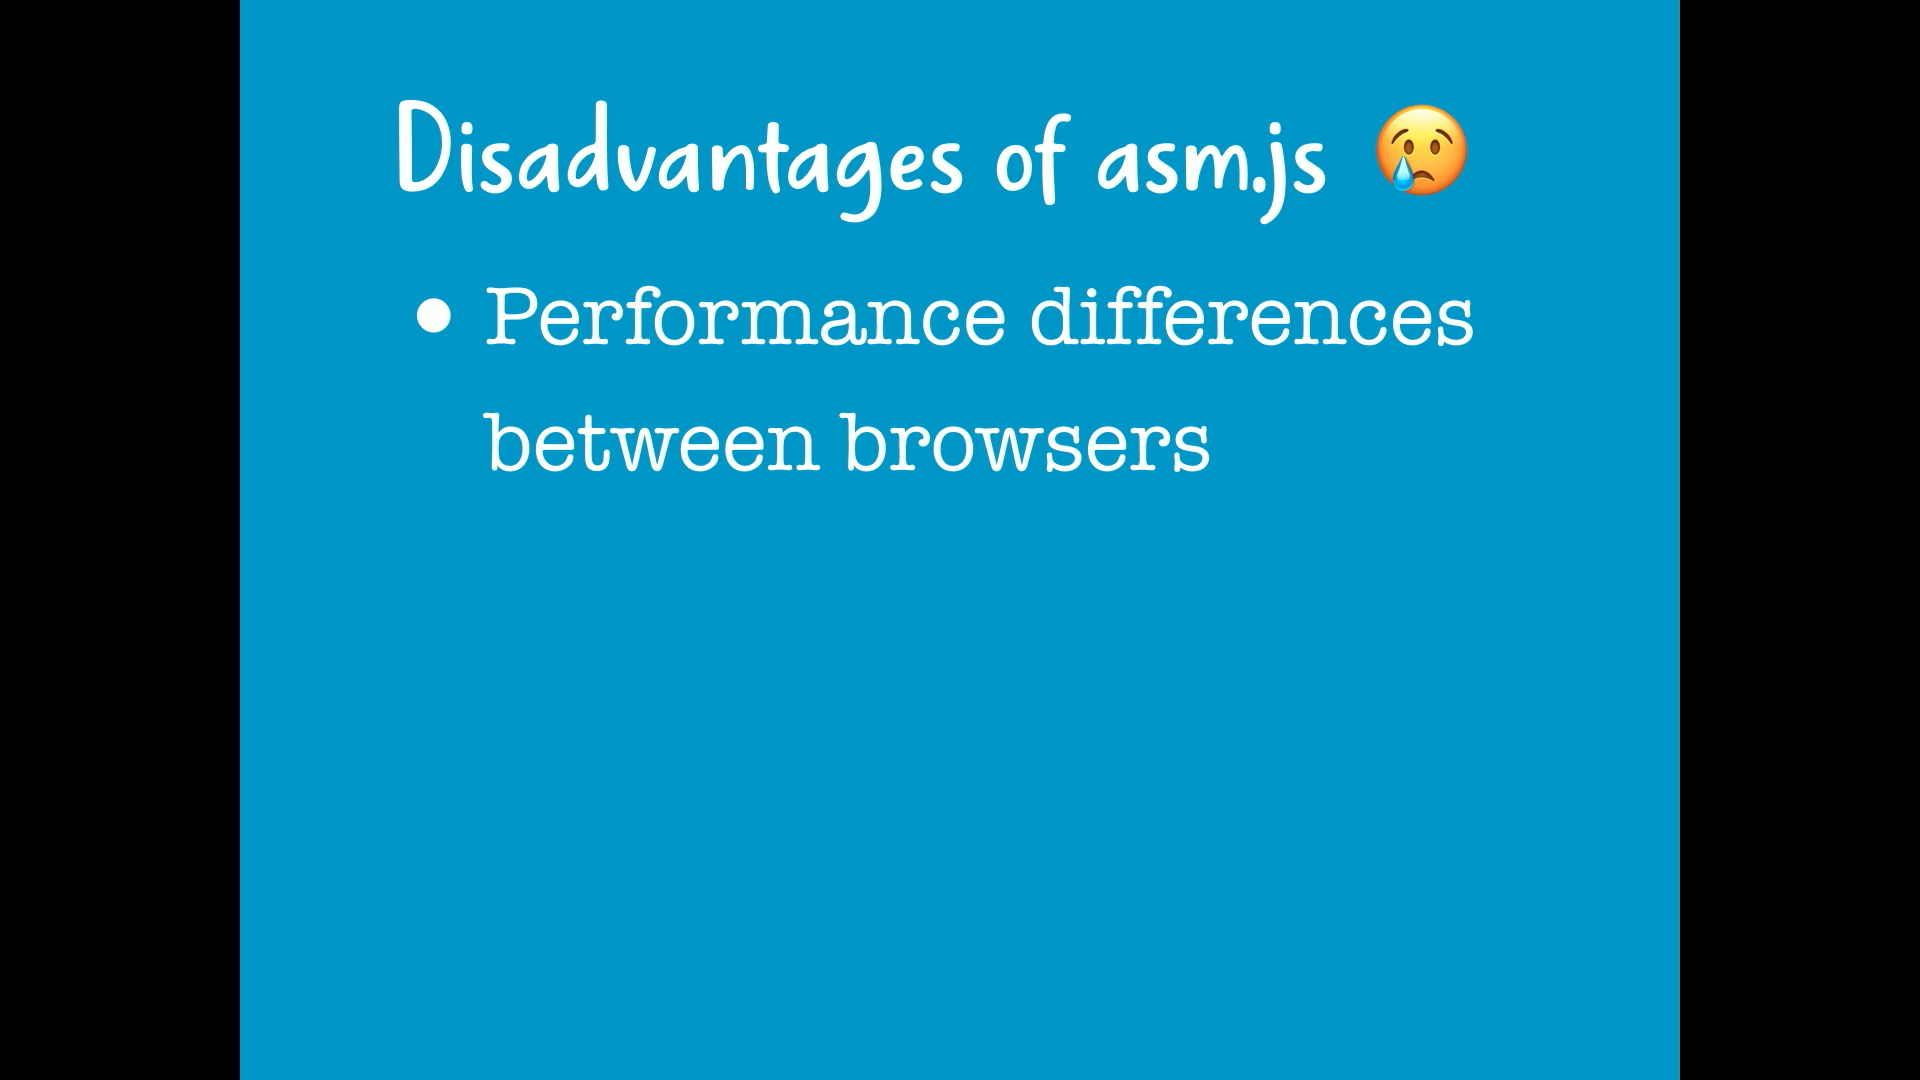 Disadvantages of asm.js 😢
• Performance differences
between browsers